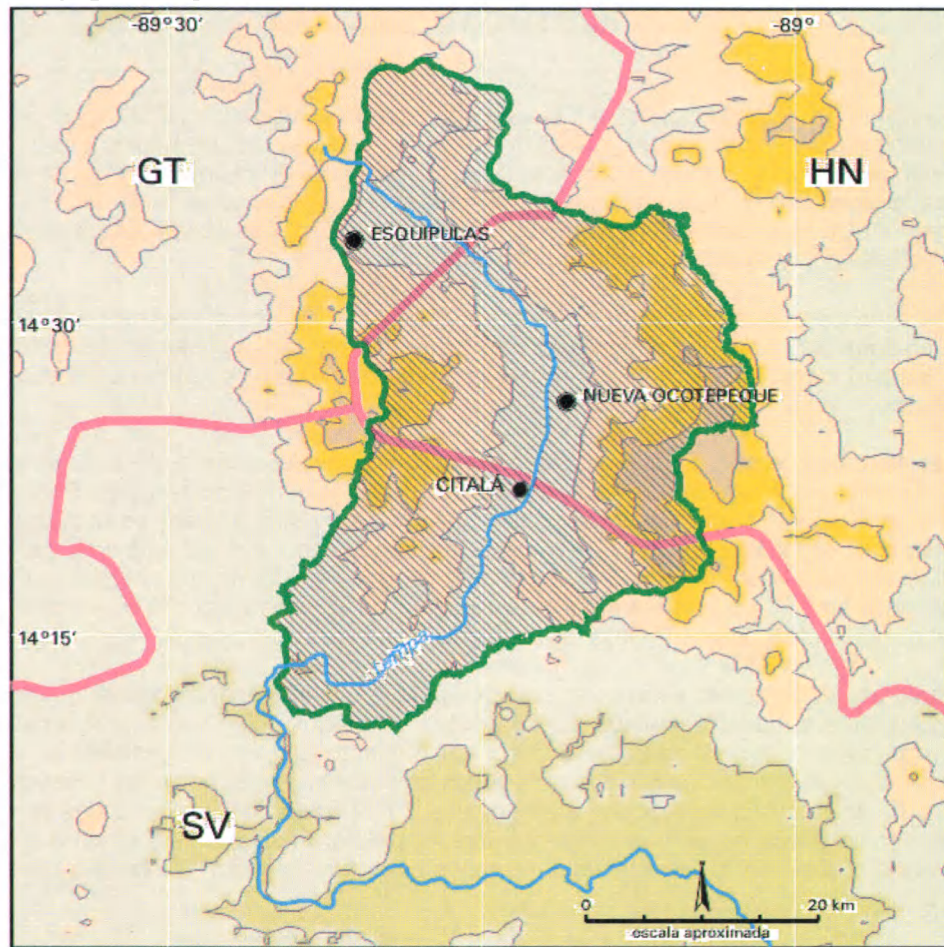 -89°30'
-89°
GT
HN
ESQUIPULAS
14°30'
NUEVA OCOTEPEQUE
CITALÁ
14°15'
Lempa
SV
0
20 km
escala aproximada